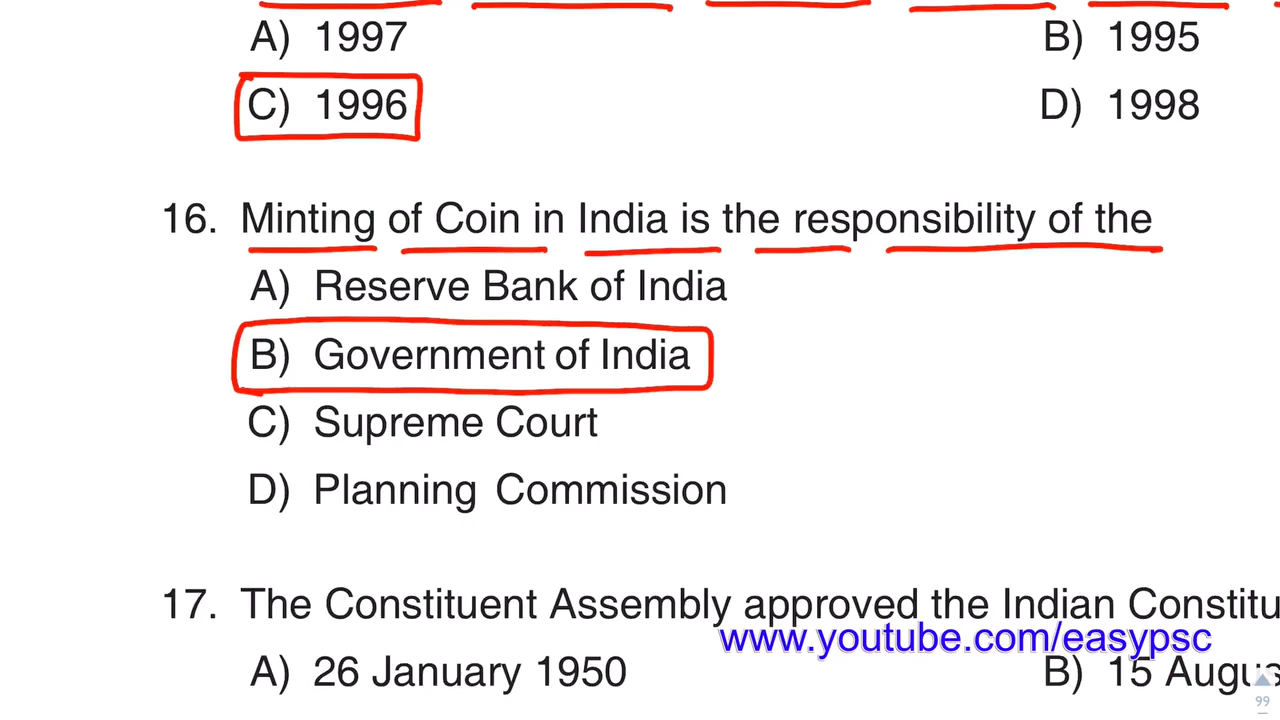 A) 1997 B) 1995
C) 1996 D) 1998
16. Minting of Coin in India is the responsibility of the
A) Reserve Bank of India
B) Government of India
C) Supreme Court
D) Planning Commission
17. The Constituent Assembly approved the Indian Constitu
www.youtube.com/easypsc
A) 26 January 1950 B) 15 Augus
99